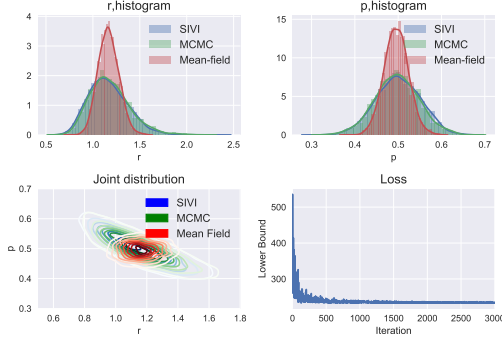 r,histogram
SIVI
MCMC
Mean-field
4
3
2
1
0
0.5
1.0
1.5
2.0
2.5
r
p,histogram
SIVI
MCMC
Mean-field
15
10
5
0
0.3
0.4
0.5
0.6
0.7
p
Joint distribution
SIVI
MCMC
Mean Field
0.7
0.6
0.5
0.4
0.3
p
0.6
0.8
1.0
1.2
1.4
1.6
1.8
r
Loss
500
400
300
Lower Bound
0
500
1000
1500
2000
2500
3000
Iteration